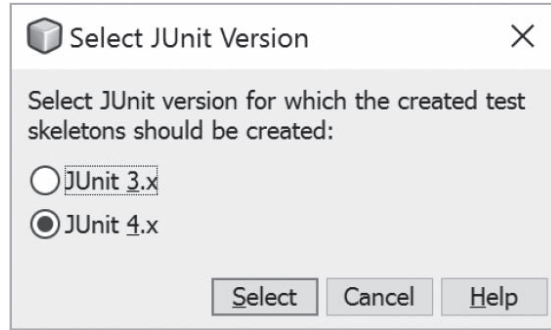 Select JUnit Version
Select JUnit version for which the created test
skeletons should be created:
JUnit 3.x
JUnit 4.x
Select Cancel Help